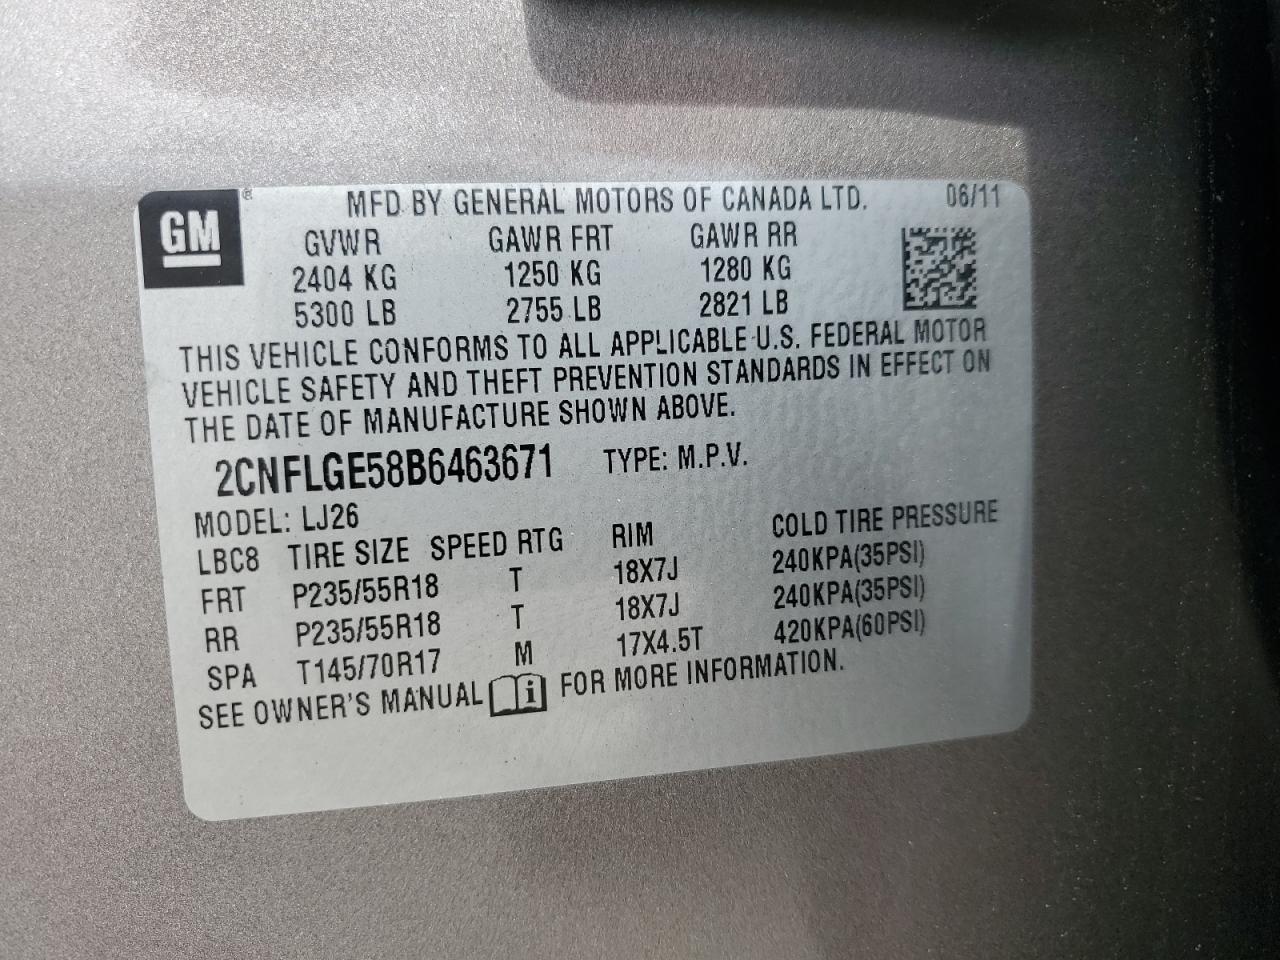 GM ® MFD BY GENERAL MOTORS OF CANADA LTD. 06/11
GVWR GAWR FRT GAWR RR
2404 KG 1250 KG 1280 KG
5300 LB 2755 LB 2821 LB
THIS VEHICLE CONFORMS TO ALL APPLICABLE U.S. FEDERAL MOTOR
VEHICLE SAFETY AND THEFT PREVENTION STANDARDS IN EFFECT ON
THE DATE OF MANUFACTURE SHOWN ABOVE.
2CNFLGE58B6463671 TYPE: M.P.V.
MODEL: LJ26
LBC8 TIRE SIZE SPEED RTG RIM COLD TIRE PRESSURE
FRT P235/55R18 T 18X7J 240KPA(35PSI)
RR P235/55R18 T 18X7J 240KPA(35PSI)
SPA T145/70R17 M 17X4.5T 420KPA(60PSI)
SEE OWNER'S MANUAL i FOR MORE INFORMATION.